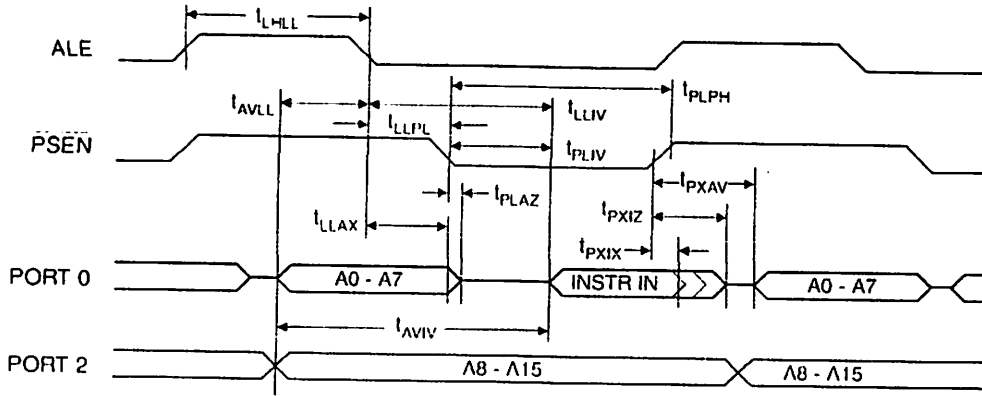 tLHLL
ALE
tAVLL
tLLIV
tPLPH
tLLPL
PSEN
tPLIV
tPLAZ
tPXAV
tLLAX
tPXIZ
tPXIX
PORT 0
A0 - A7
INSTR IN
A0 - A7
tAVIV
PORT 2
A8 - A15
A8 - A15